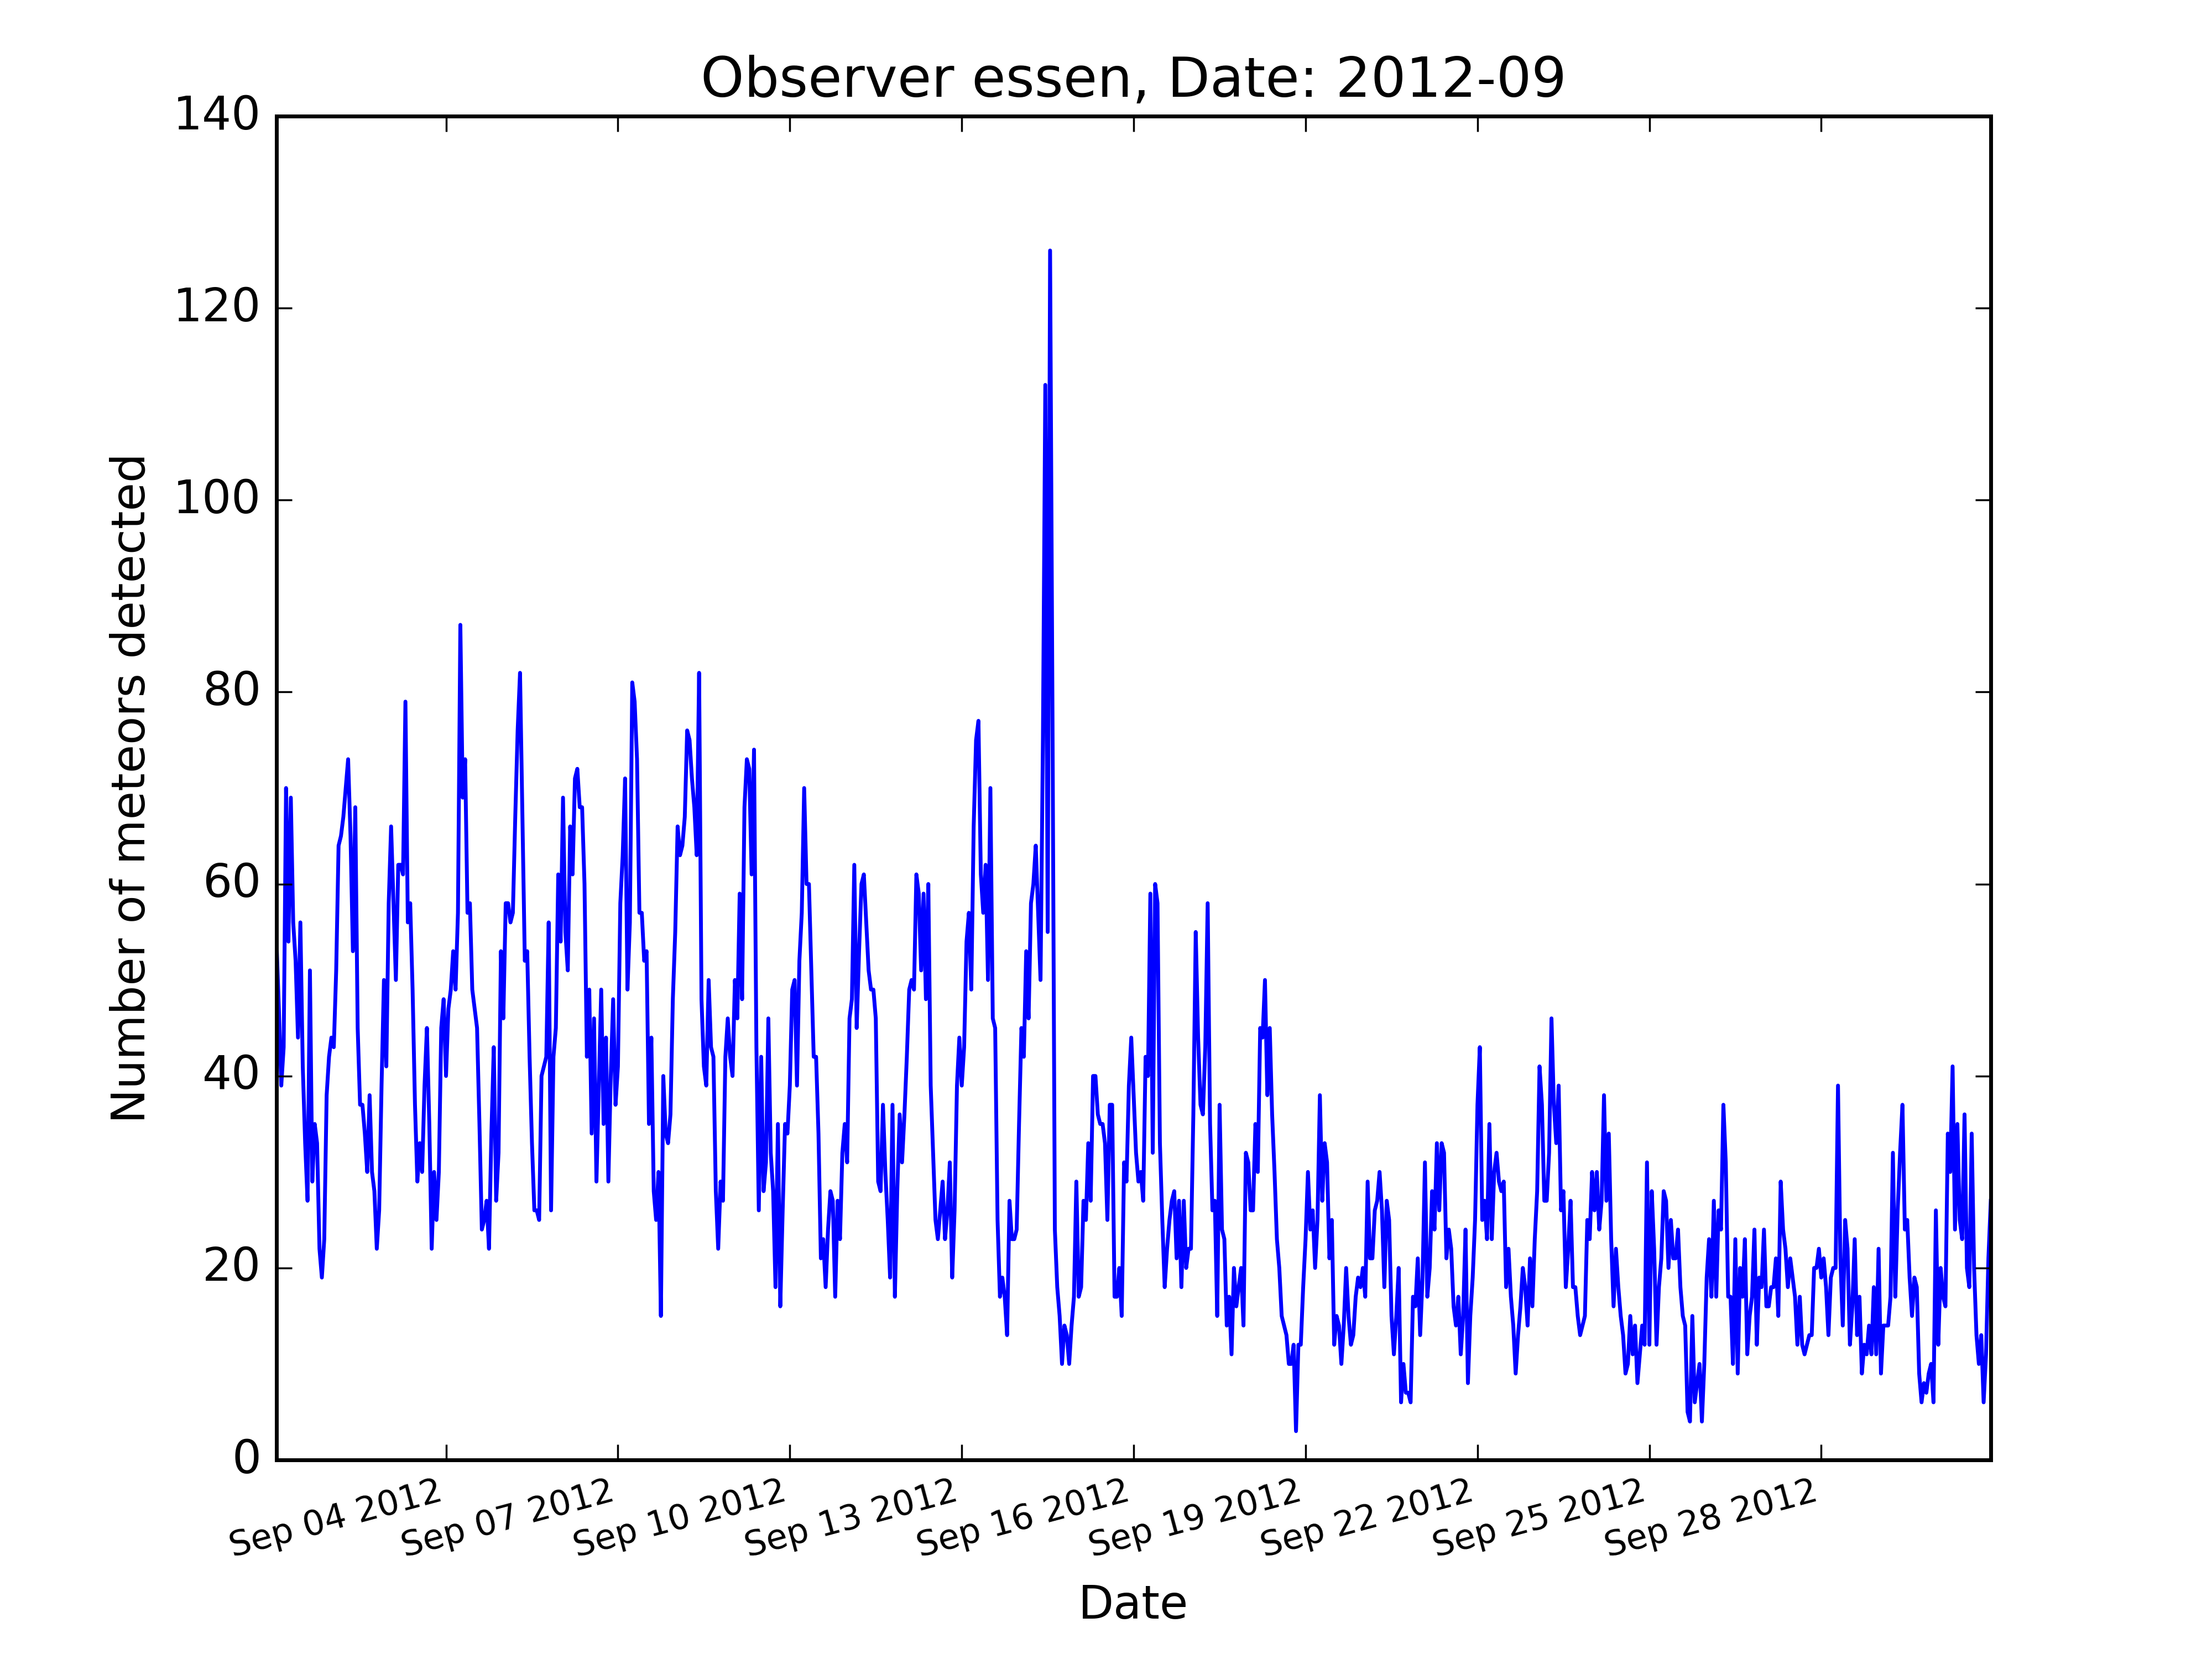 Observer essen, Date: 2012-09
140
120
100
80
60
40
20
0
Number of meteors detected
Sep 04 2012
Sep 07 2012
Sep 10 2012
Sep 13 2012
Sep 16 2012
Sep 19 2012
Sep 22 2012
Sep 25 2012
Sep 28 2012
Date